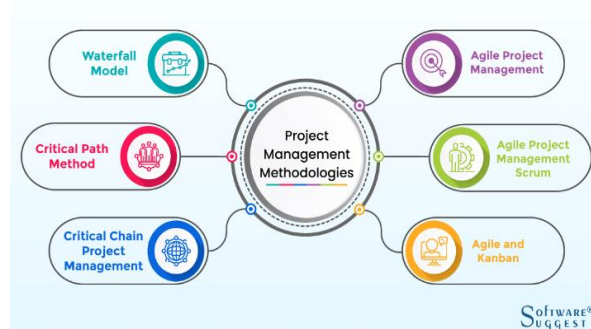 Waterfall
Model
Critical Path
Method
Critical Chain
Project
Management
Project
Management
Methodologies
Agile Project
Management
Agile Project
Management
Scrum
Agile and
Kanban
SOFTWARE®
SUGGEST